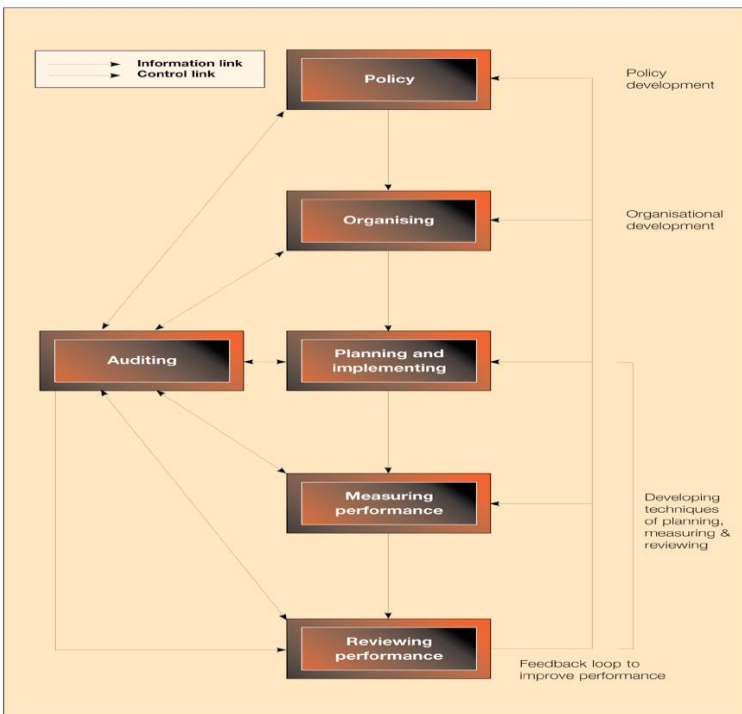 Information link
Control link
Policy
Policy
development
Organising
Organisational
development
Auditing
Planning and
implementing
Measuring
performance
Developing
techniques
of planning,
measuring &
reviewing
Reviewing
performance
Feedback loop to
improve performance